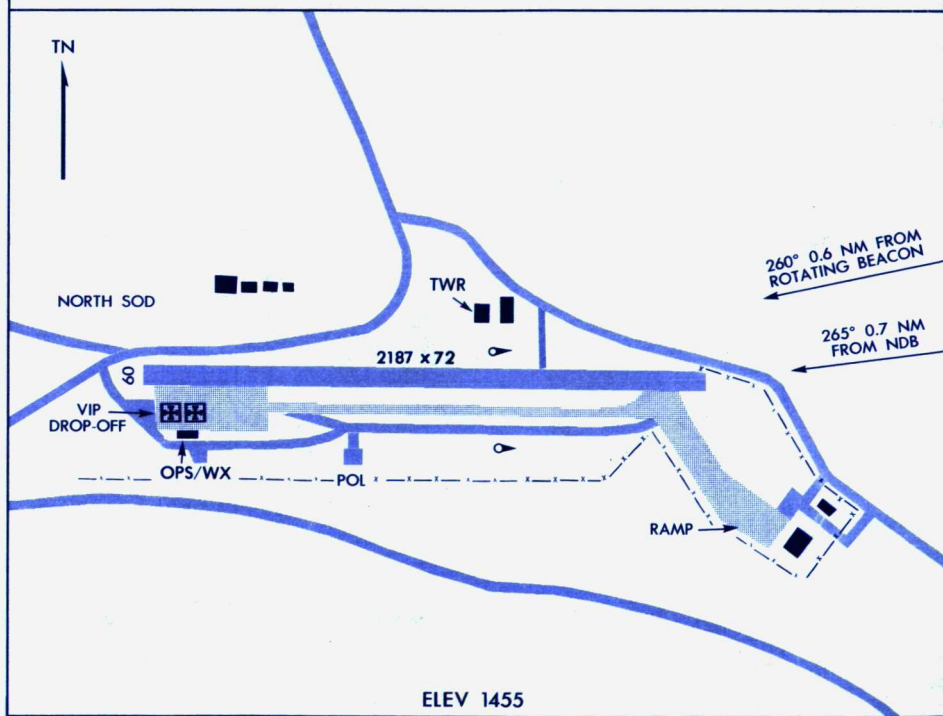 TN
260° 0.6 NM FROM
ROTATING BEACON
TWR
NORTH SOD
265° 0.7 NM
FROM NDB
2187 x 72
09
VIP
DROP-OFF
OPS/WX
POL
RAMP
ELEV 1455